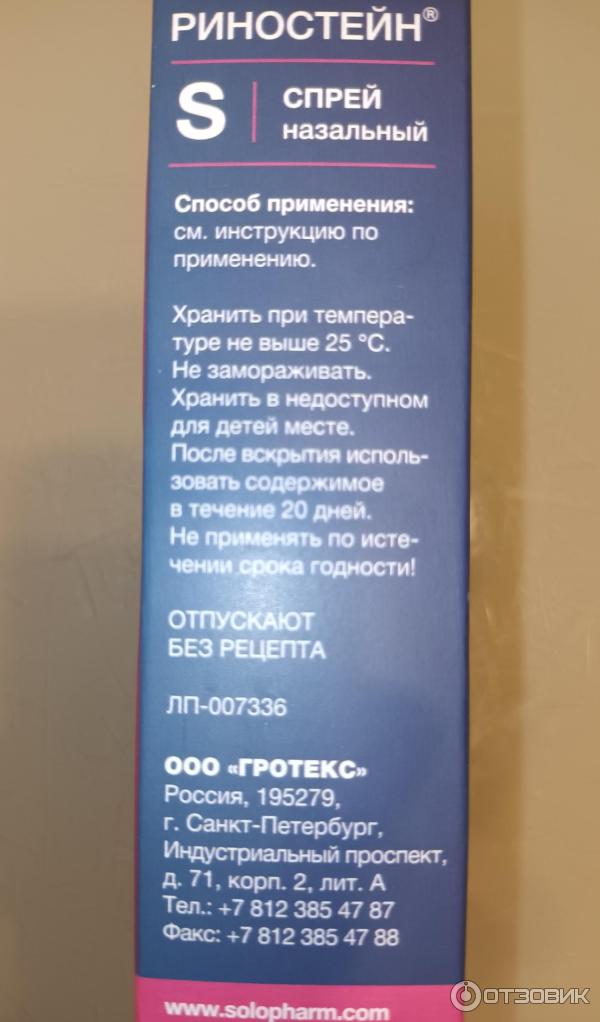 РИНОСТЕЙН®
S
СПРЕЙ
назальный
Способ применения:
см. инструкцию по
применению.
Хранить при темпера-
туре не выше 25 °С.
Не замораживать.
Хранить в недоступном
для детей месте.
После вскрытия исполь-
зовать содержимое
в течение 20 дней.
Не применять по исте-
чении срока годности!
ОТПУСКАЮТ
БЕЗ РЕЦЕПТА
ЛП-007336
ООО «ГРОТЕКС»
Россия, 195279,
г. Санкт-Петербург,
Индустриальный проспект,
д. 71, корп. 2, лит. А
Тел.: +7 812 385 47 87
Факс: +7 812 385 47 88
www.solopharm.com
ОТЗОВИК